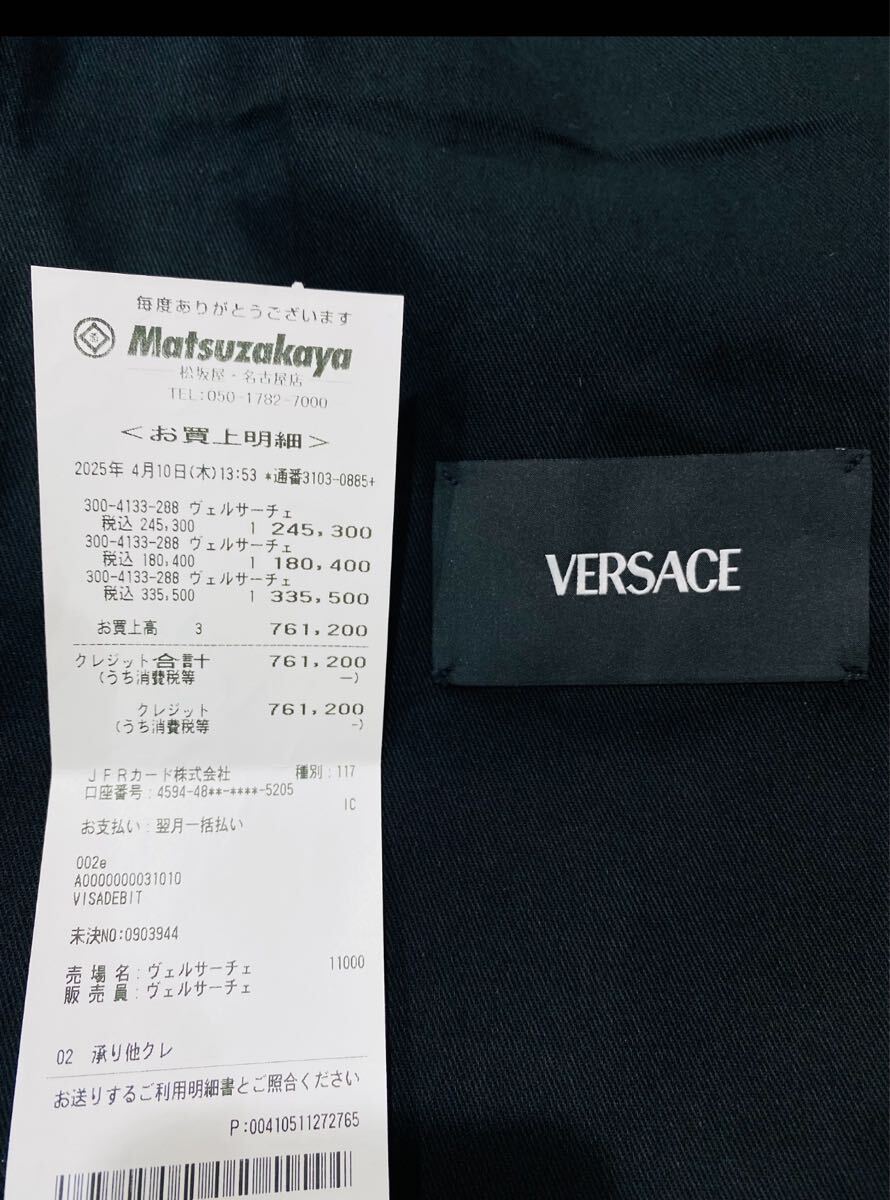 毎度ありがとうございます
Matsuzakaya
松坂屋・名古屋店
TEL:050-1782-7000
<お買上明細>
2025年 4月10日(木)13:53 *通番3103-0885+
300-4133-288 ヴェルサーチェ
税込 245,300 1 245,300
300-4133-288 ヴェルサーチェ
税込 180,400 1 180,400
300-4133-288 ヴェルサーチェ
税込 335,500 1 335,500
お買上高 3 761,200
クレジット合計 761,200
(うち消費税等 -)
クレジット 761,200
(うち消費税等 -)
JFRカード株式会社 種別:117
口座番号:4594-48**-****-5205
IC
お支払い:翌月一括払い
002e
A0000000031010
VISADEBIT
未決NO:0903944
売場名:ヴェルサーチェ 11000
販売員:ヴェルサーチェ
02 承り他クレ
お送りするご利用明細書とご照合ください
P:00410511272765
VERSACE